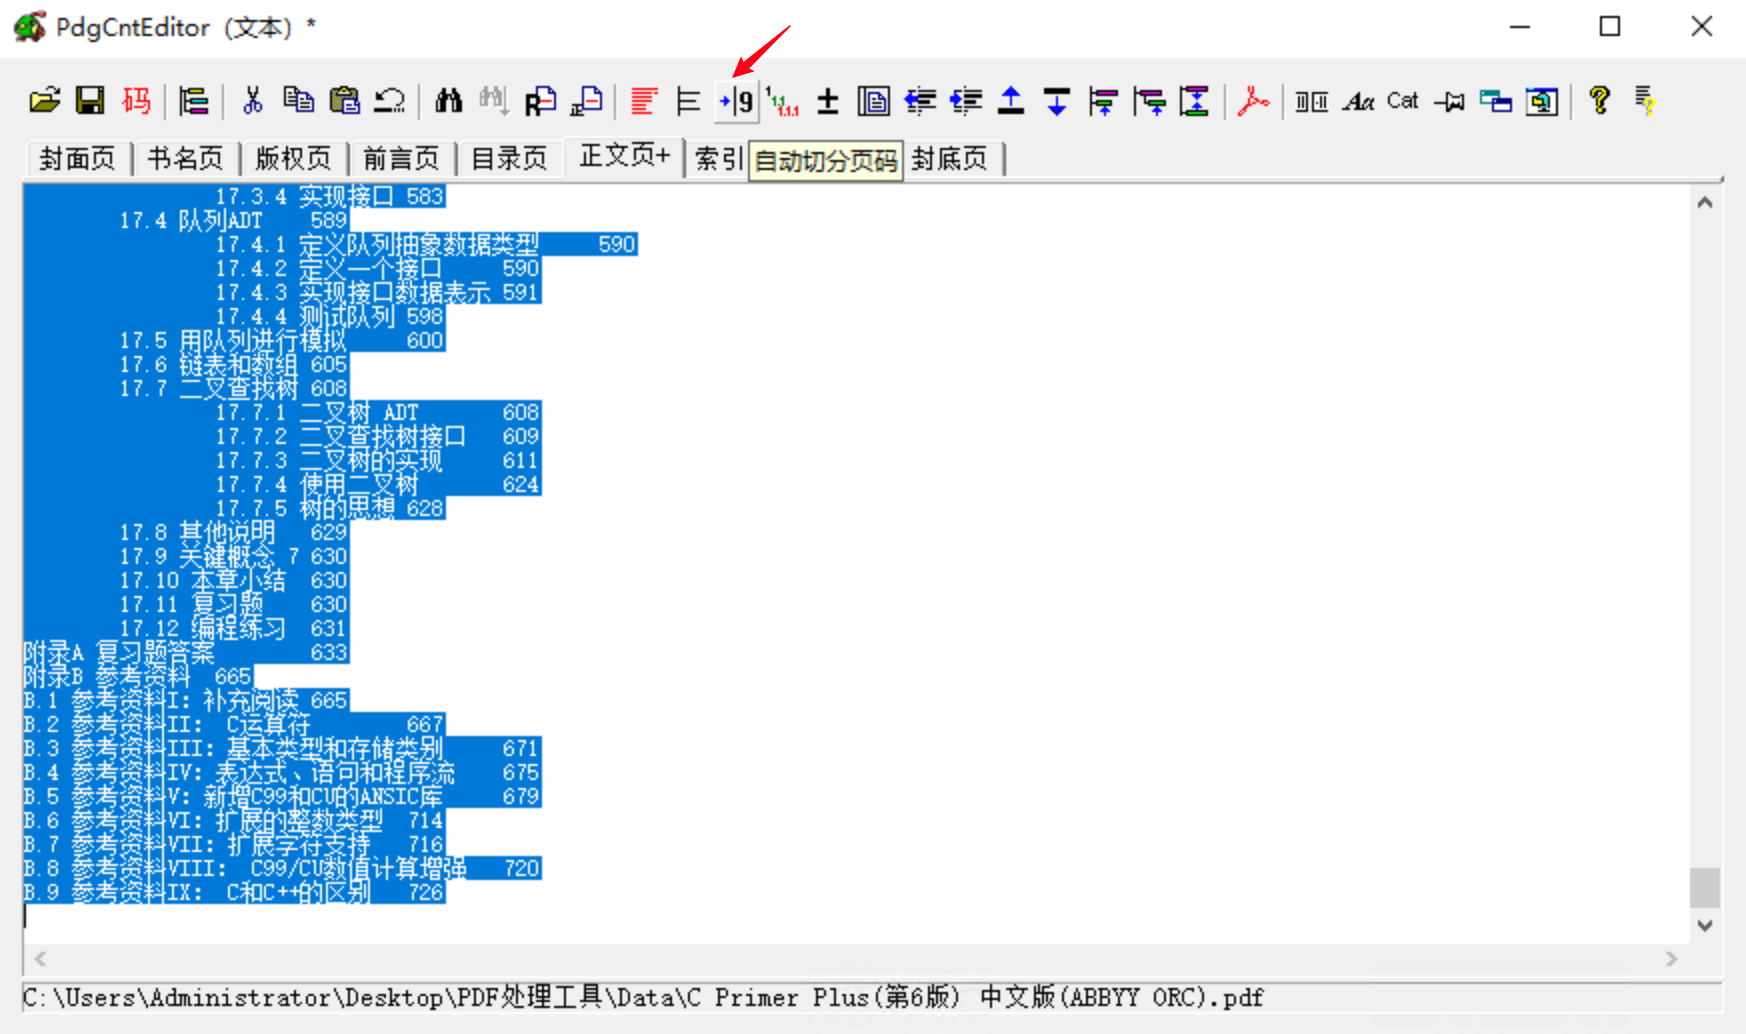 PdgCntEditor (文本) *
码 R 正 9 1 1.1 1.1.1 ± Aα Cat ?
封面页 书名页 版权页 前言页 目录页 正文页+ 索引 自动切分页码 封底页
17.3.4 实现接口 583
17.4 队列ADT 589
17.4.1 定义队列抽象数据类型 590
17.4.2 定义一个接口 590
17.4.3 实现接口数据表示 591
17.4.4 测试队列 598
17.5 用队列进行模拟 600
17.6 链表和数组 605
17.7 二叉查找树 608
17.7.1 二叉树 ADT 608
17.7.2 二叉查找树接口 609
17.7.3 二叉树的实现 611
17.7.4 使用二叉树 624
17.7.5 树的思想 628
17.8 其他说明 629
17.9 关键概念 7 630
17.10 本章小结 630
17.11 复习题 630
17.12 编程练习 631
附录A 复习题答案 633
附录B 参考资料 665
B.1 参考资料I: 补充阅读 665
B.2 参考资料II: C运算符 667
B.3 参考资料III: 基本类型和存储类别 671
B.4 参考资料IV: 表达式、语句和程序流 675
B.5 参考资料V: 新增C99和CU的ANSIC库 679
B.6 参考资料VI: 扩展的整数类型 714
B.7 参考资料VII: 扩展字符支持 716
B.8 参考资料VIII: C99/CU数值计算增强 720
B.9 参考资料IX: C和C++的区别 726
C:\Users\Administrator\Desktop\PDF处理工具\Data\C Primer Plus(第6版) 中文版(ABBYY ORC).pdf